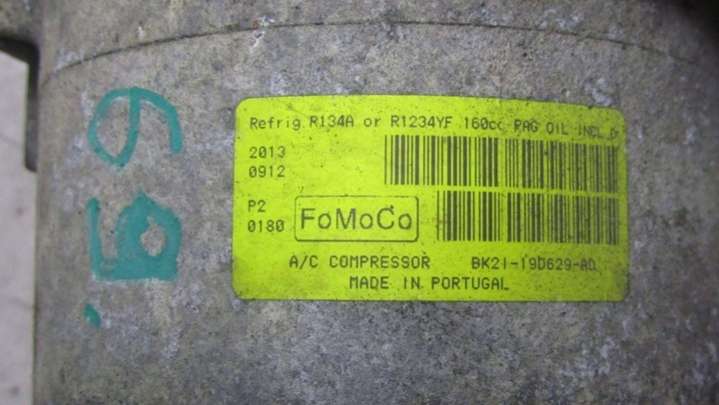 Refrig R134A or R1234YF 160cc PAG OIL INCL
2013
0912
P2
0180
FoMoCo
A/C COMPRESSOR BK21-19D629-AD
MADE IN PORTUGAL